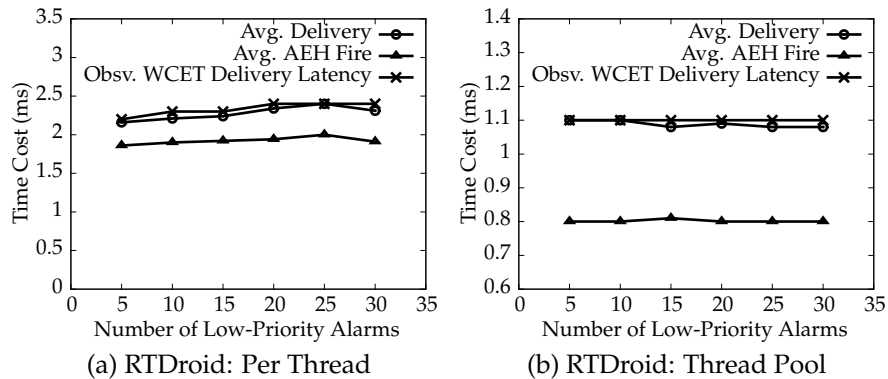 3.5
3
2.5
2
1.5
1
0.5
0
Time Cost (ms)
Avg. Delivery
Avg. AEH Fire
Obsv. WCET Delivery Latency
0 5 10 15 20 25 30 35
Number of Low-Priority Alarms
(a) RTDroid: Per Thread
1.4
1.3
1.2
1.1
1
0.9
0.8
0.7
0.6
Time Cost (ms)
Avg. Delivery
Avg. AEH Fire
Obsv. WCET Delivery Latency
0 5 10 15 20 25 30 35
Number of Low-Priority Alarms
(b) RTDroid: Thread Pool